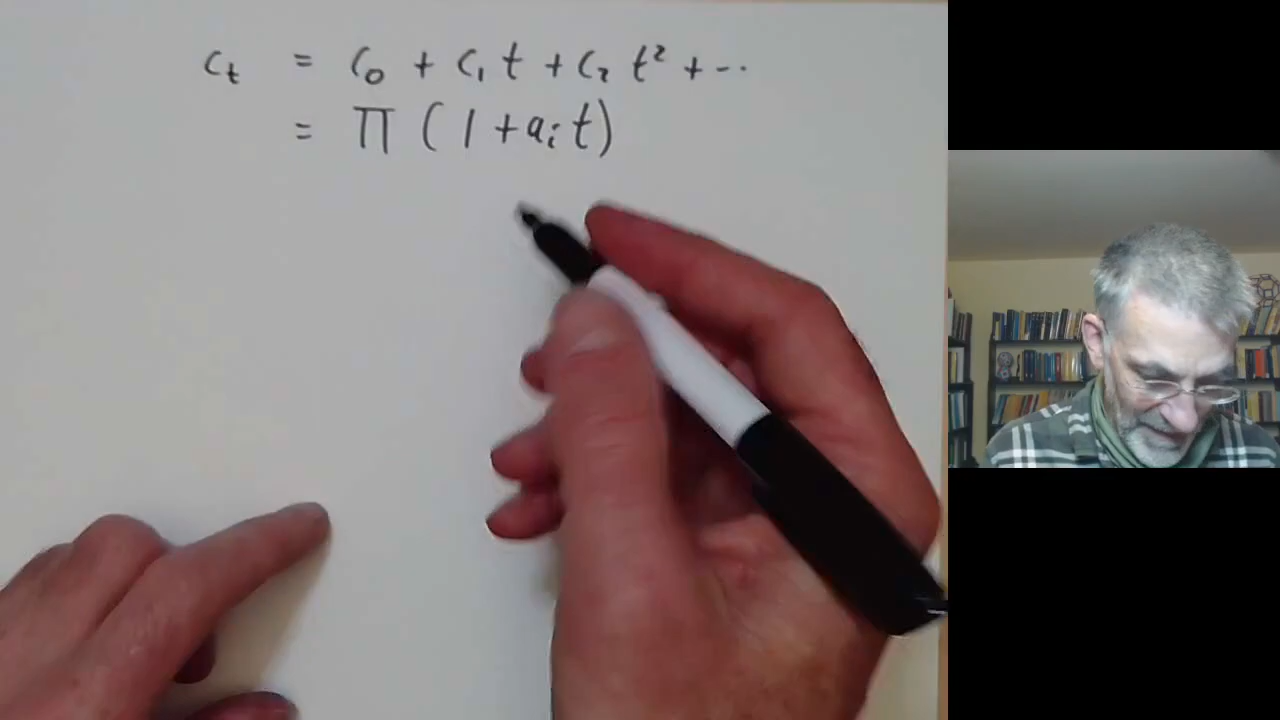 c_t = c_0 + c_1 t + c_2 t^2 + ...
= Π (1 + a_i t)